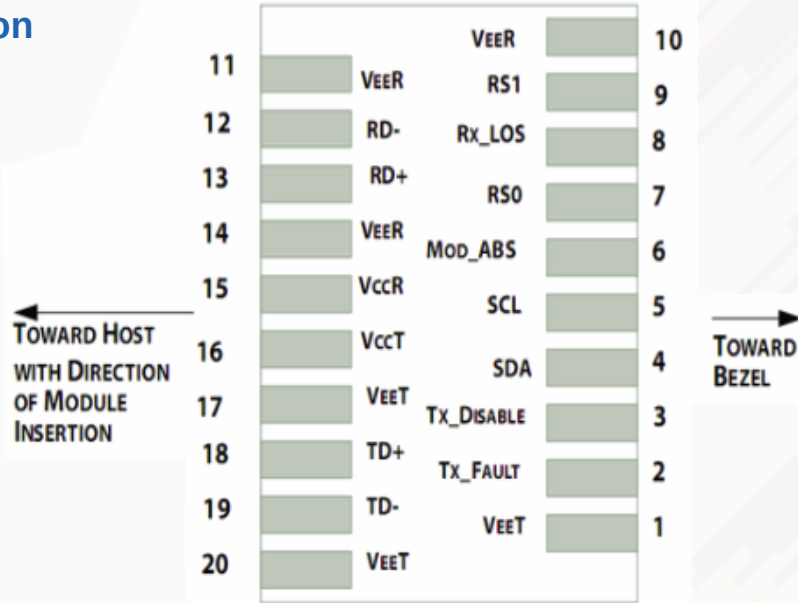 on
11 VEER
12 RD-
13 RD+
14 VEER
15 VCCR
16 VCCT
17 VEET
18 TD+
19 TD-
20 VEET
VEER 10
RS1 9
RX_LOS 8
RS0 7
MOD_ABS 6
SCL 5
SDA 4
TX_DISABLE 3
TX_FAULT 2
VEET 1
TOWARD HOST
WITH DIRECTION
OF MODULE
INSERTION
TOWARD
BEZEL